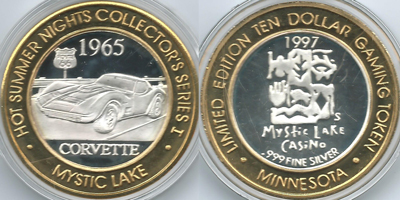 HOT SUMMER NIGHTS COLLECTOR'S SERIES I
1965
CORVETTE
MYSTIC LAKE
LIMITED EDITION TEN DOLLAR GAMING TOKEN
1997
S
MYSTIC LAKE
CASINO
.999 FINE SILVER
MINNESOTA